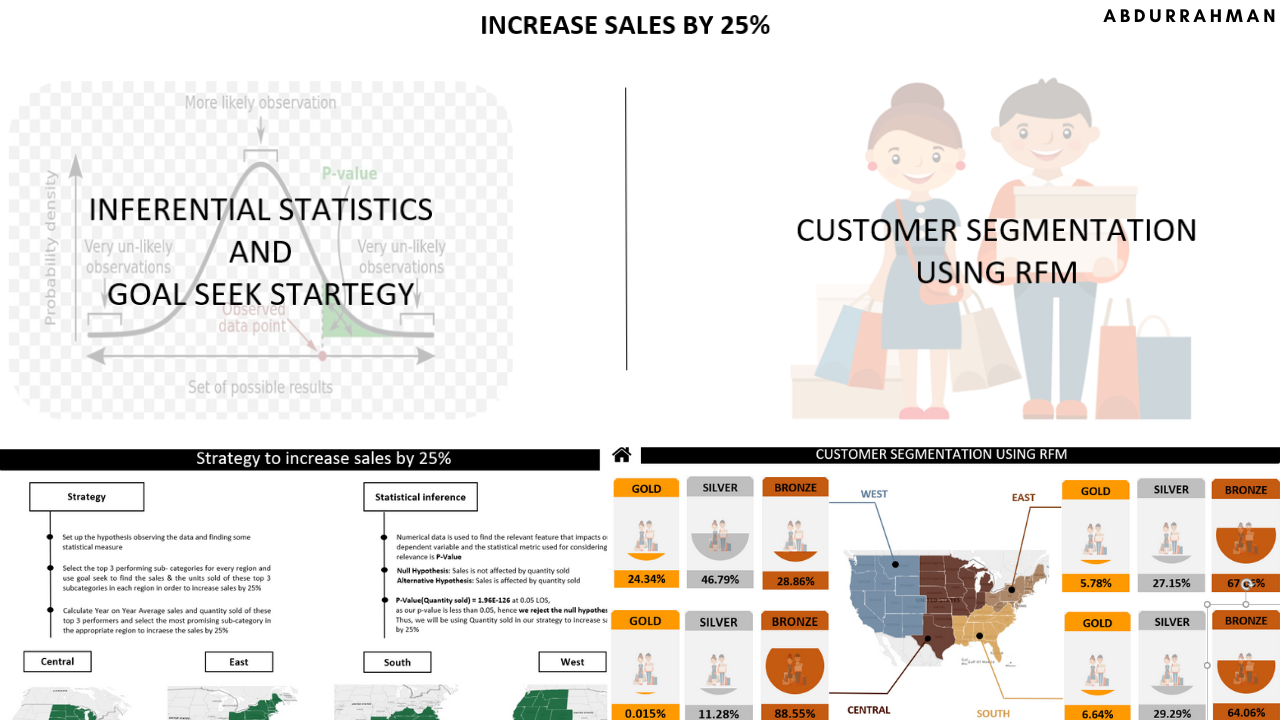 INCREASE SALES BY 25%
ABDURRAHMAN
More likely observation
P-value
Probability density
Very un-likely
observations
Very un-likely
observations
Observed
data point
Set of possible results
INFERENTIAL STATISTICS
AND
GOAL SEEK STARTEGY
CUSTOMER SEGMENTATION
USING RFM
Strategy to increase sales by 25%
Strategy
Set up the hypothesis observing the data and finding some
statistical measure
Select the top 3 performing sub- categories for every region and
use goal seek to find the sales & the units sold of these top 3
subcategories in each region in order to increase sales by 25%
Calculate Year on Year Average sales and quantity sold of these
top 3 performers and select the most promising sub-category in
the appropriate region to incraese the sales by 25%
Statistical inference
Numerical data is used to find the relevant feature that impacts
dependent variable and the statistical metric used for considering
relevance is P-Value
Null Hypothesis: Sales is not affected by quantity sold
Alternative Hypothesis: Sales is affected by quantity sold
P-Value(Quantity sold) = 1.96E-126 at 0.05 LOS,
as our p-value is less than 0.05, hence we reject the null hypothes
Thus, we will be using Quantity sold in our strategy to increase
by 25%
Central
East
South
West
CUSTOMER SEGMENTATION USING RFM
GOLD
SILVER
BRONZE
24.34%
46.79%
28.86%
WEST
EAST
GOLD
SILVER
BRONZE
5.78%
27.15%
GOLD
SILVER
BRONZE
0.015%
11.28%
88.55%
CENTRAL
SOUTH
GOLD
SILVER
BRONZE
6.64%
29.29%
64.06%